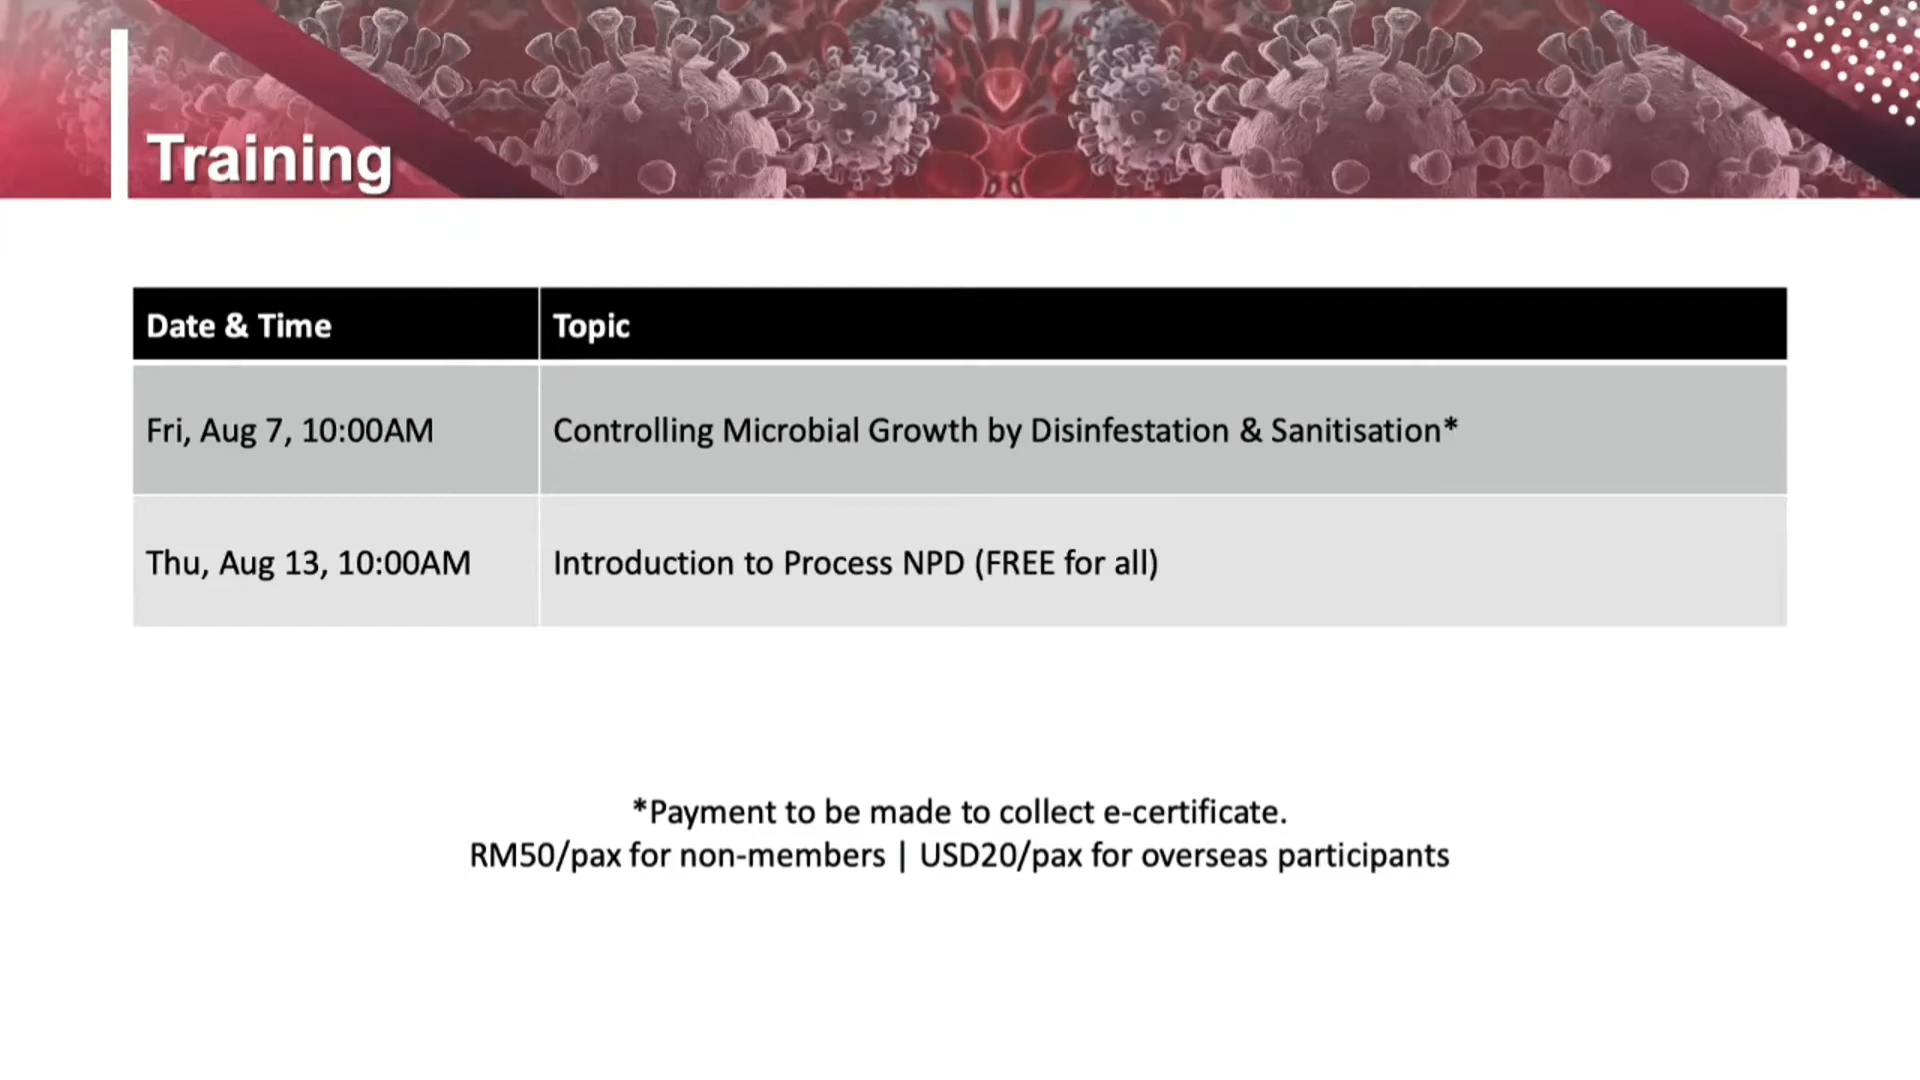 Training
Date & Time Topic
Fri, Aug 7, 10:00AM Controlling Microbial Growth by Disinfestation & Sanitisation*
Thu, Aug 13, 10:00AM Introduction to Process NPD (FREE for all)
*Payment to be made to collect e-certificate.
RM50/pax for non-members | USD20/pax for overseas participants